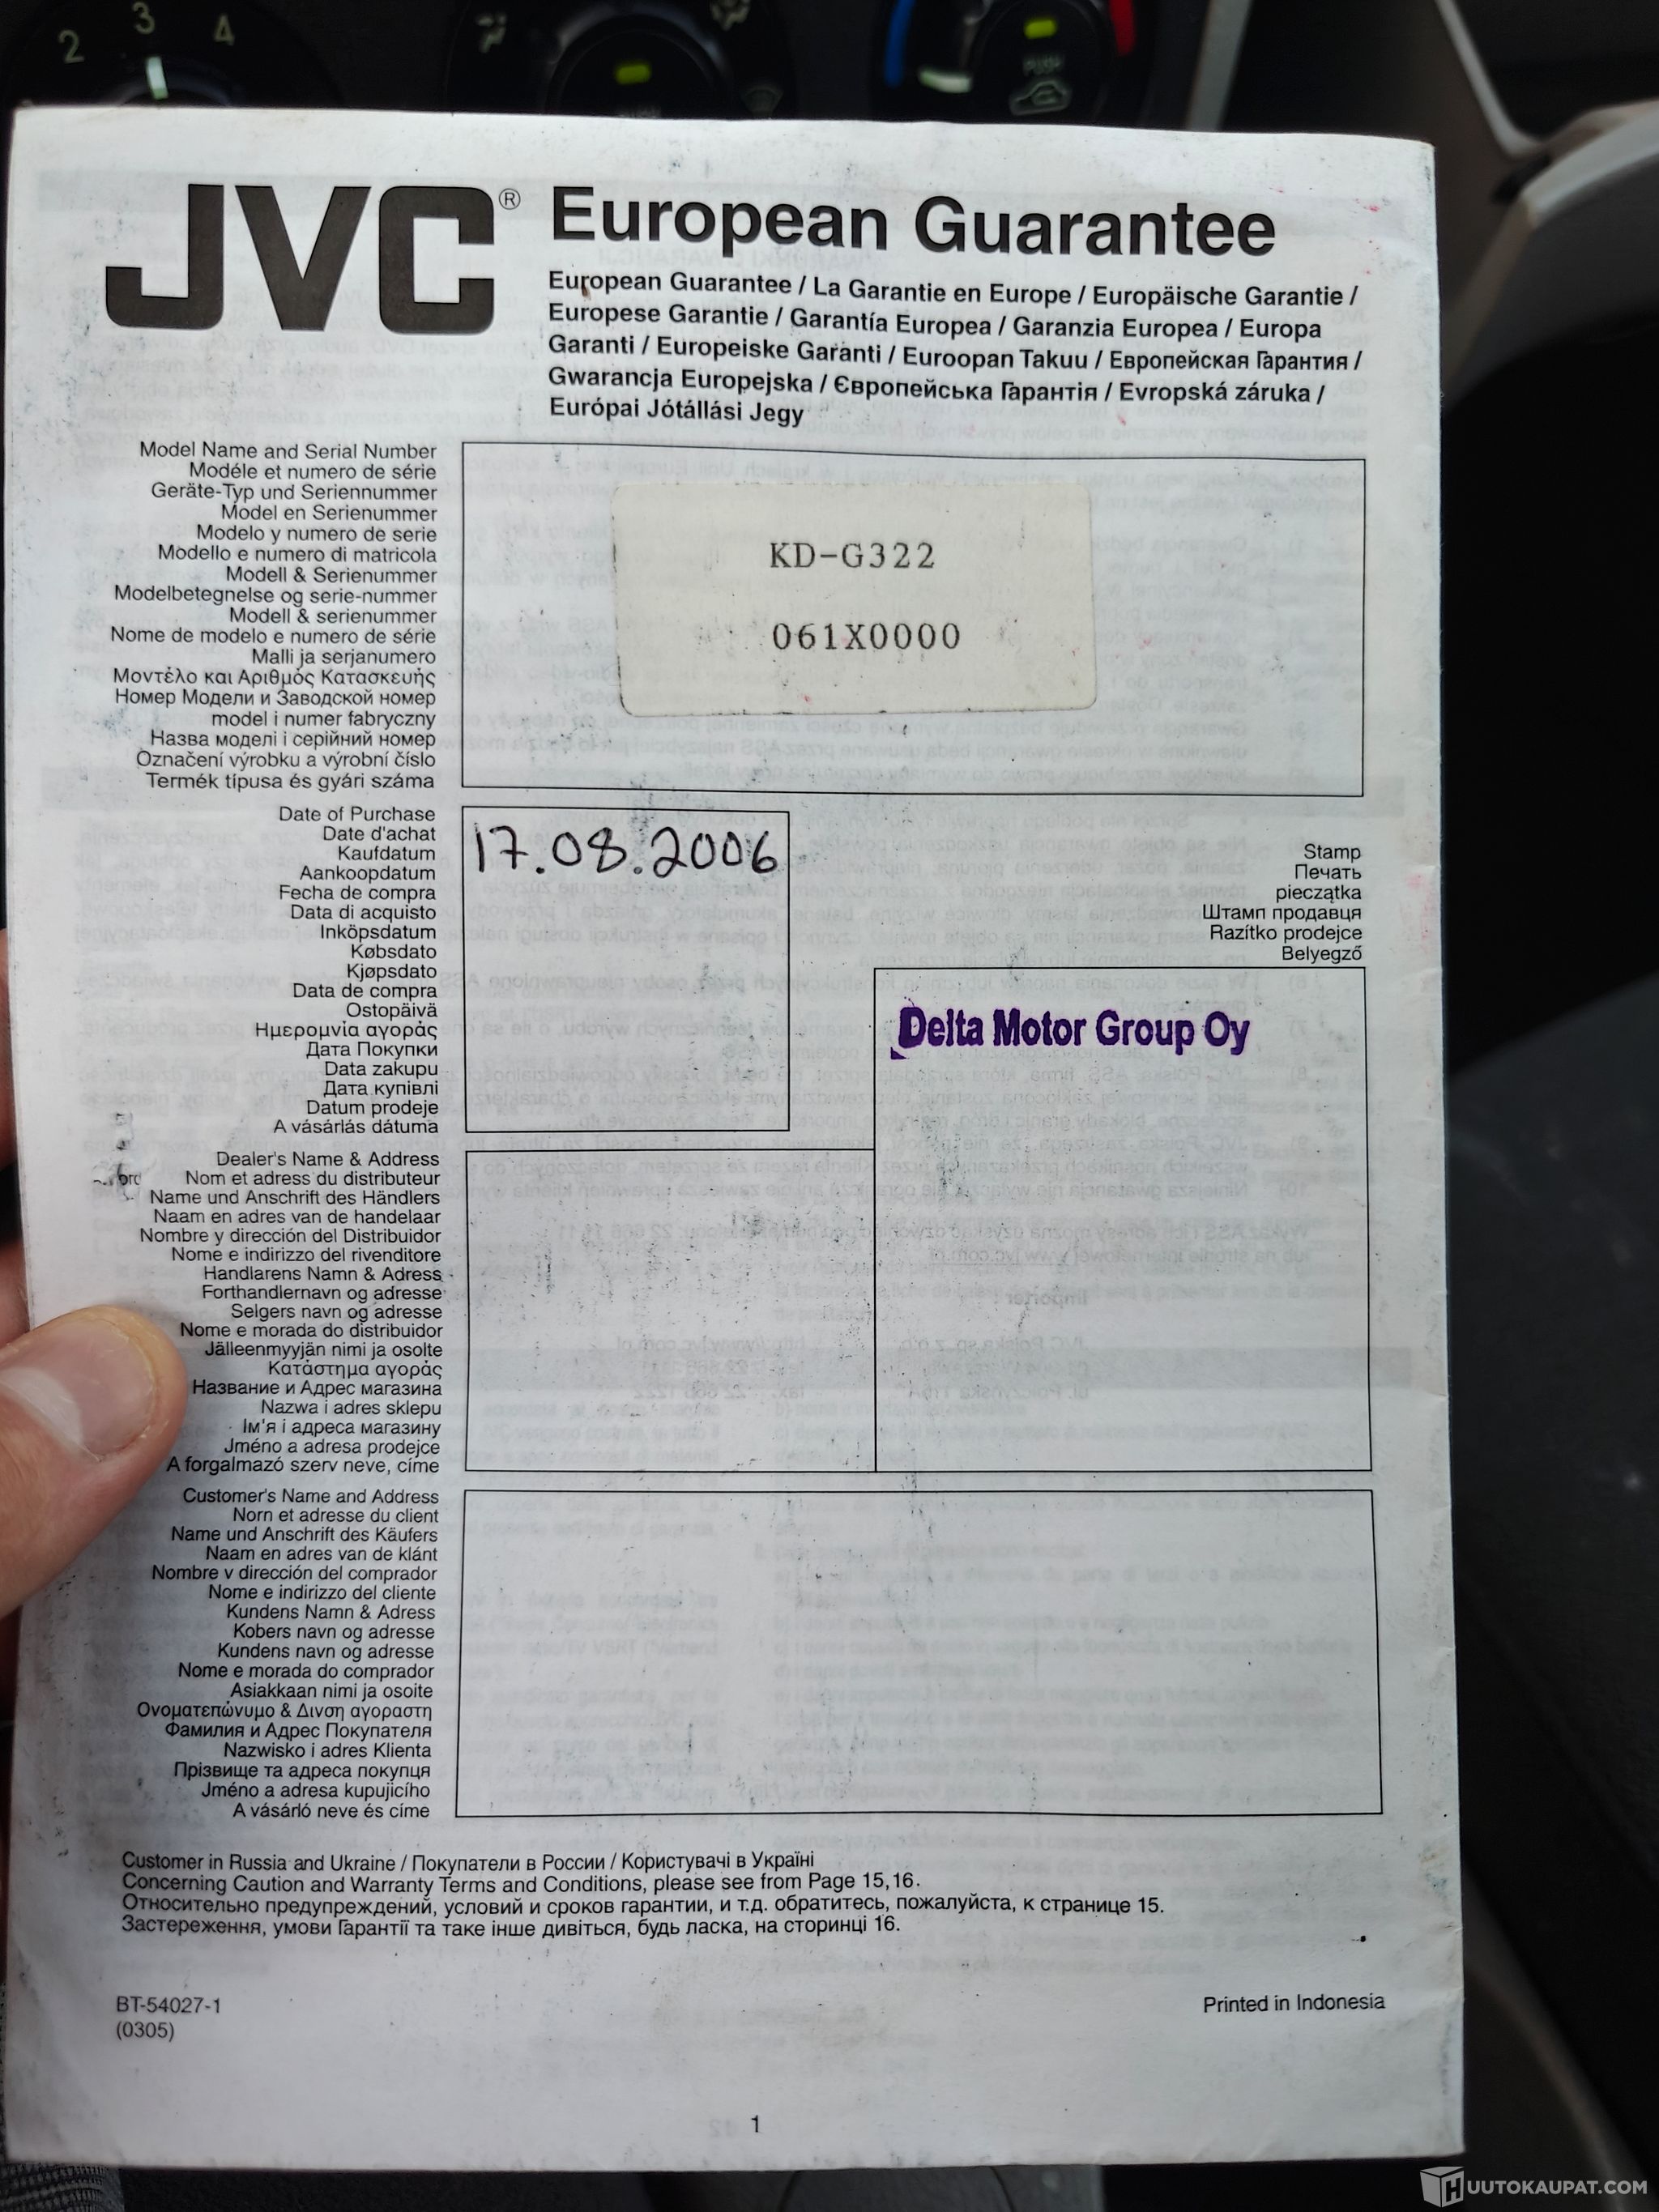 2 3 4
PUSH
JVC® European Guarantee
European Guarantee / La Garantie en Europe / Europäische Garantie /
Europese Garantie / Garantía Europea / Garanzia Europea / Europa
Garanti / Europeiske Garanti / Euroopan Takuu / Европейская Гарантия /
Gwarancja Europejska / Європейська Гарантія / Evropská záruka /
Európai Jótállási Jegy
Model Name and Serial Number
Modéle et numero de série
Geräte-Typ und Seriennummer
Model en Serienummer
Modelo y numero de serie
Modello e numero di matricola
Modell & Serienummer
Modelbetegnelse og serie-nummer
Modell & serienummer
Nome de modelo e numero de série
Malli ja serjanumero
Μοντέλο και Αριθμός Κατασκευής
Номер Модели и Заводской номер
model i numer fabryczny
Назва моделі і серійний номер
Označení výrobku a výrobní číslo
Termék típusa és gyári száma
KD-G322
061X0000
Date of Purchase
Date d'achat
Kaufdatum
Aankoopdatum
Fecha de compra
Data di acquisto
Inköpsdatum
Købsdato
Kjøpsdato
Data de compra
Ostopäivä
Ημερομνία αγοράς
Дата Покупки
Data zakupu
Дата купівлі
Datum prodeje
A vásárlás dátuma
17.08.2006
Stamp
Печать
pieczątka
Штамп продавця
Razítko prodejce
Belyegző
Delta Motor Group Oy
Dealer's Name & Address
Nom et adress du distributeur
Name und Anschrift des Händlers
Naam en adres van de handelaar
Nombre y dirección del Distribuidor
Nome e indirizzo del rivenditore
Handlarens Namn & Adress
Forthandlernavn og adresse
Selgers navn og adresse
Nome e morada do distribuidor
Jälleenmyyjän nimi ja osolte
Κατάστημα αγοράς
Название и Адрес магазина
Nazwa i adres sklepu
Ім'я і адреса магазину
Jméno a adresa prodejce
A forgalmazó szerv neve, címe
Customer's Name and Address
Norn et adresse du client
Name und Anschrift des Käufers
Naam en adres van de klánt
Nombre v dirección del comprador
Nome e indirizzo del cliente
Kundens Namn & Adress
Kobers navn og adresse
Kundens navn og adresse
Nome e morada do comprador
Asiakkaan nimi ja osoite
Ονοματεπώνυμο & Δινση αγοραστη
Фамилия и Адрес Покупателя
Nazwisko i adres Klienta
Прізвище та адреса покупця
Jméno a adresa kupujicího
A vásárló neve és címe
Customer in Russia and Ukraine / Покупатели в России / Користувачі в Україні
Concerning Caution and Warranty Terms and Conditions, please see from Page 15,16.
Относительно предупреждений, условий и сроков гарантии, и т.д. обратитесь, пожалуйста, к странице 15.
Застереження, умови Гарантії та таке інше дивіться, будь ласка, на сторинці 16.
BT-54027-1
(0305)
Printed in Indonesia
1
HUUTOKAUPAT.COM